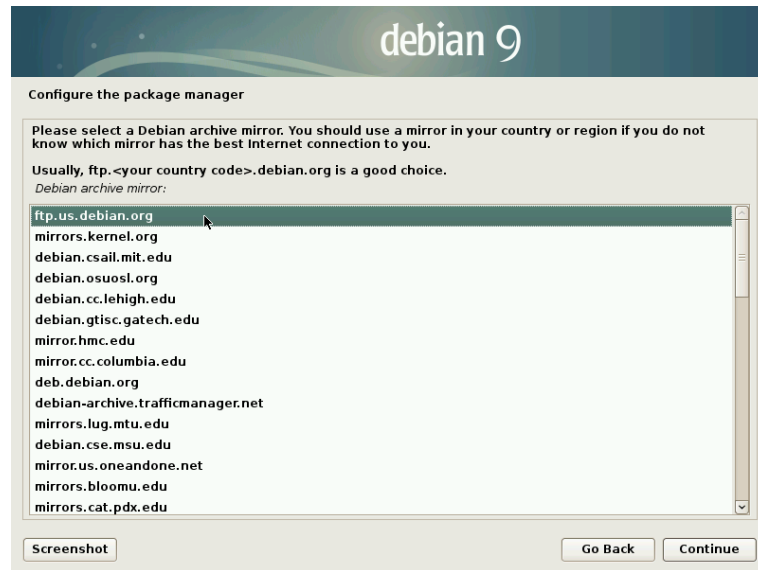 debian 9
Configure the package manager
Please select a Debian archive mirror. You should use a mirror in your country or region if you do not
know which mirror has the best Internet connection to you.
Usually, ftp.<your country code>.debian.org is a good choice.
Debian archive mirror:
ftp.us.debian.org
mirrors.kernel.org
debian.csail.mit.edu
debian.osuosl.org
debian.cc.lehigh.edu
debian.gtisc.gatech.edu
mirror.hmc.edu
mirror.cc.columbia.edu
deb.debian.org
debian-archive.trafficmanager.net
mirrors.lug.mtu.edu
debian.cse.msu.edu
mirror.us.oneandone.net
mirrors.bloomu.edu
mirrors.cat.pdx.edu
Screenshot Go Back Continue